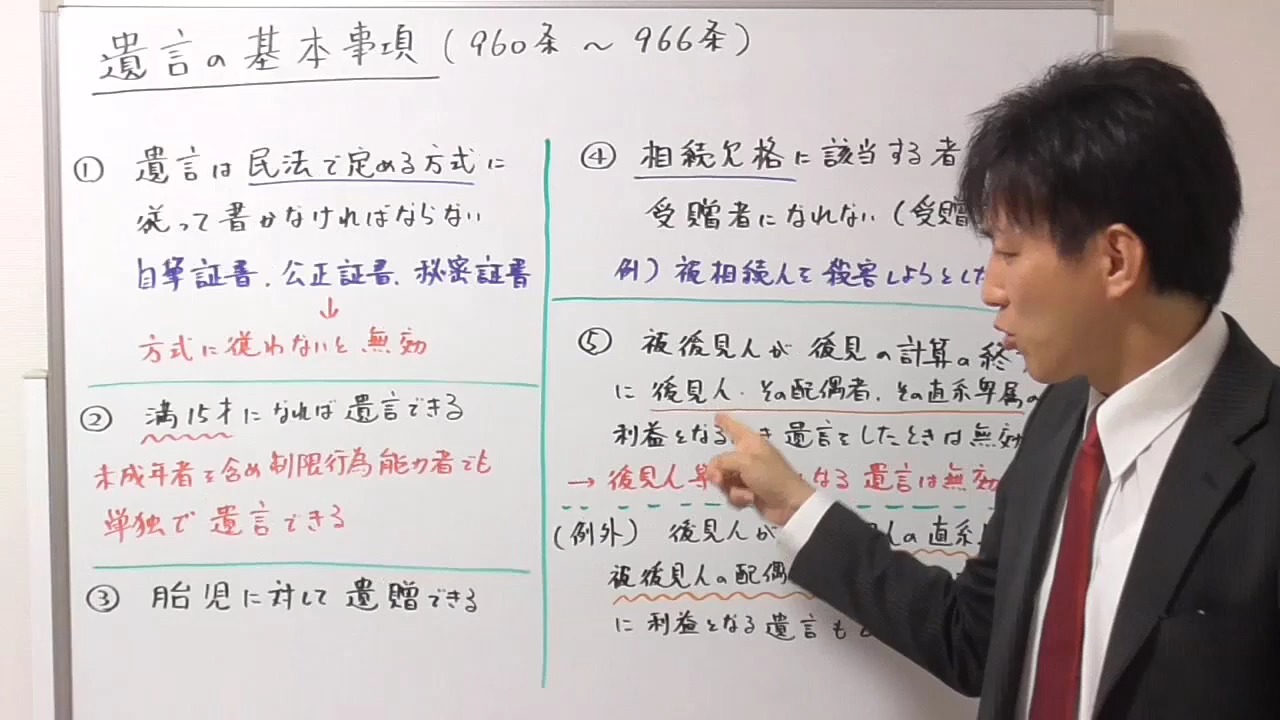 遺言の基本事項(960条～966条)
① 遺言は民法で定める方式に
従って書かなければならない
自筆証書、公正証書、秘密証書
↓
方式に従わないと無効
② 満15才になれば遺言できる
未成年者を含め制限行為能力者でも
単独で遺言できる
③ 胎児に対して遺贈できる
④ 相続欠格に該当する者
受贈者になれない(受贈
例)被相続人を殺害しようとした
⑤ 被後見人が後見の計算の終
に後見人、その配偶者、その直系卑属の
利益となるべき遺言をしたときは無効
→後見人等 なる遺言は無効
(例外) 後見人が 人の直系
被後見人の配偶
に利益となる遺言も